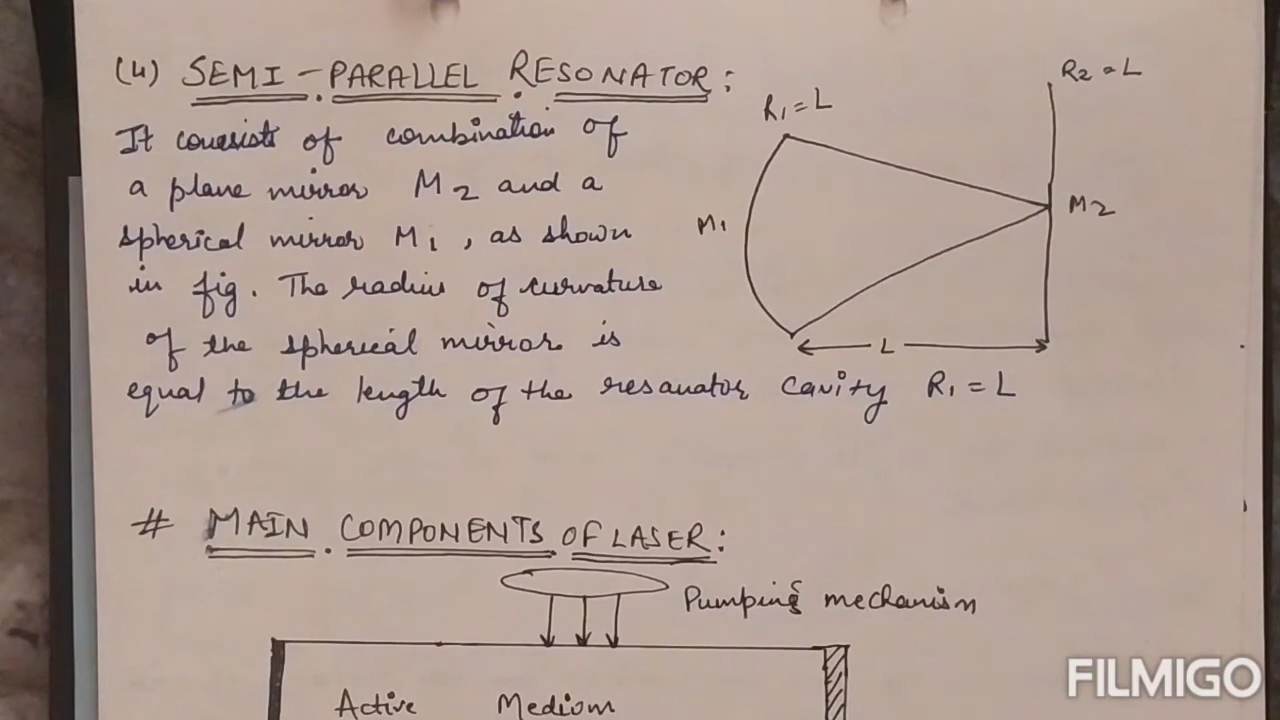 (4) SEMI-PARALLEL RESONATOR:
It consists of combination of
a plane mirror M2 and a
spherical mirror M1, as shown
in fig. The radius of curvature
of the spherical mirror is
equal to the length of the resanator cavity R1 = L
R1 = L
R2 = L
M1
M2
L
# MAIN COMPONENTS OF LASER:
Pumping mechanism
Active Medium
FILMIGO